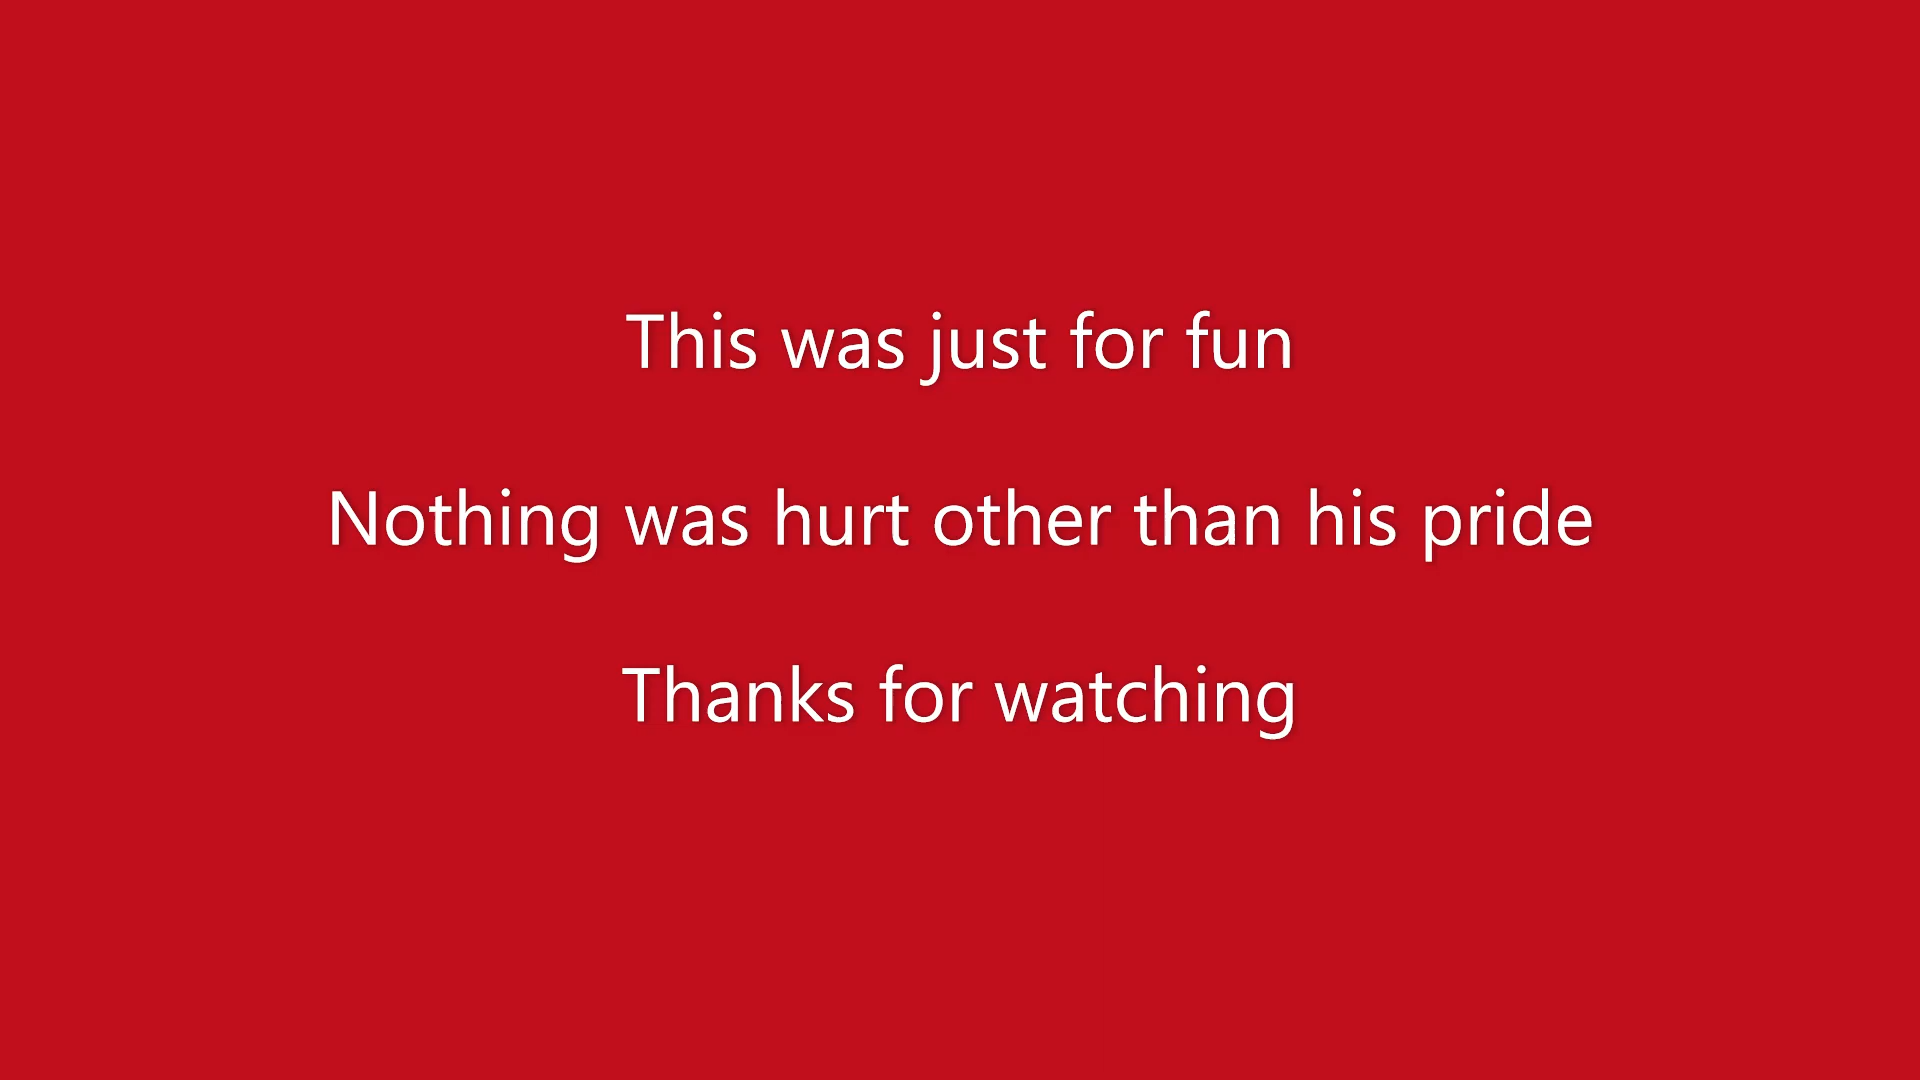 This was just for fun
Nothing was hurt other than his pride
Thanks for watching